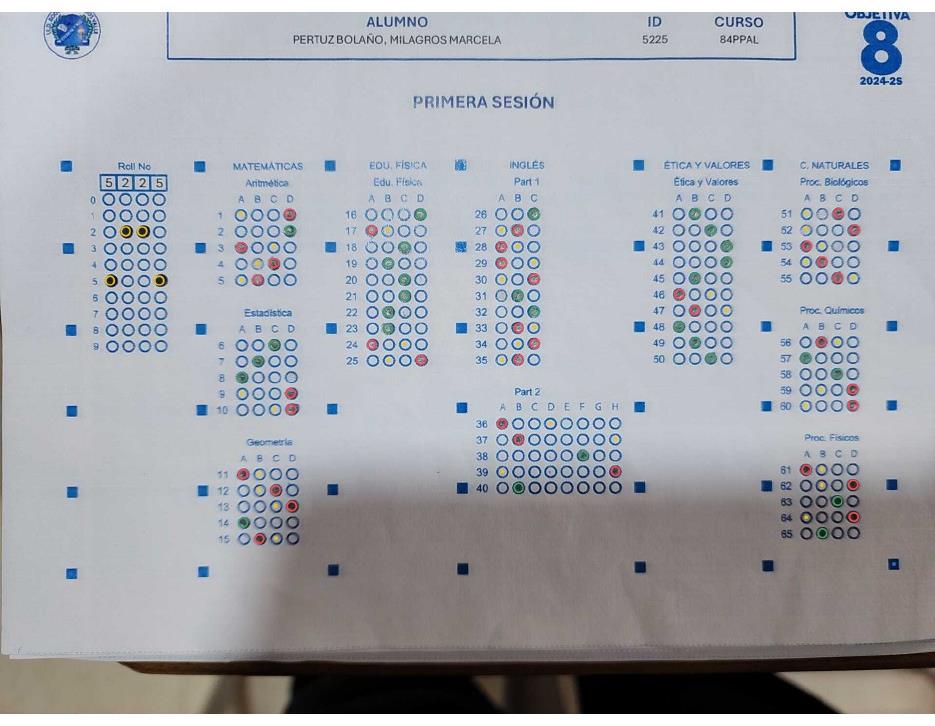 ALUMNO ID CURSO
PERTUZ BOLAÑO, MILAGROS MARCELA 5225 84PPAL
OBJETIVA
8
2024-2S
PRIMERA SESIÓN
Roll No
5 2 2 5
0
1
2
3
4
5
6
7
8
9
MATEMÁTICAS
Aritmética
A B C D
1
2
3
4
5
Estadística
A B C D
6
7
8
9
10
Geometría
A B C D
11
12
13
14
15
EDU. FÍSICA
Edu. Física
A B C D
16
17
18
19
20
21
22
23
24
25
INGLÉS
Part 1
A B C
26
27
28
29
30
31
32
33
34
35
Part 2
A B C D E F G H
36
37
38
39
40
ÉTICA Y VALORES
Ética y Valores
A B C D
41
42
43
44
45
46
47
48
49
50
C. NATURALES
Proc. Biológicos
A B C D
51
52
53
54
55
Proc. Químicos
A B C D
56
57
58
59
60
Proc. Físicos
A B C D
61
62
63
64
65